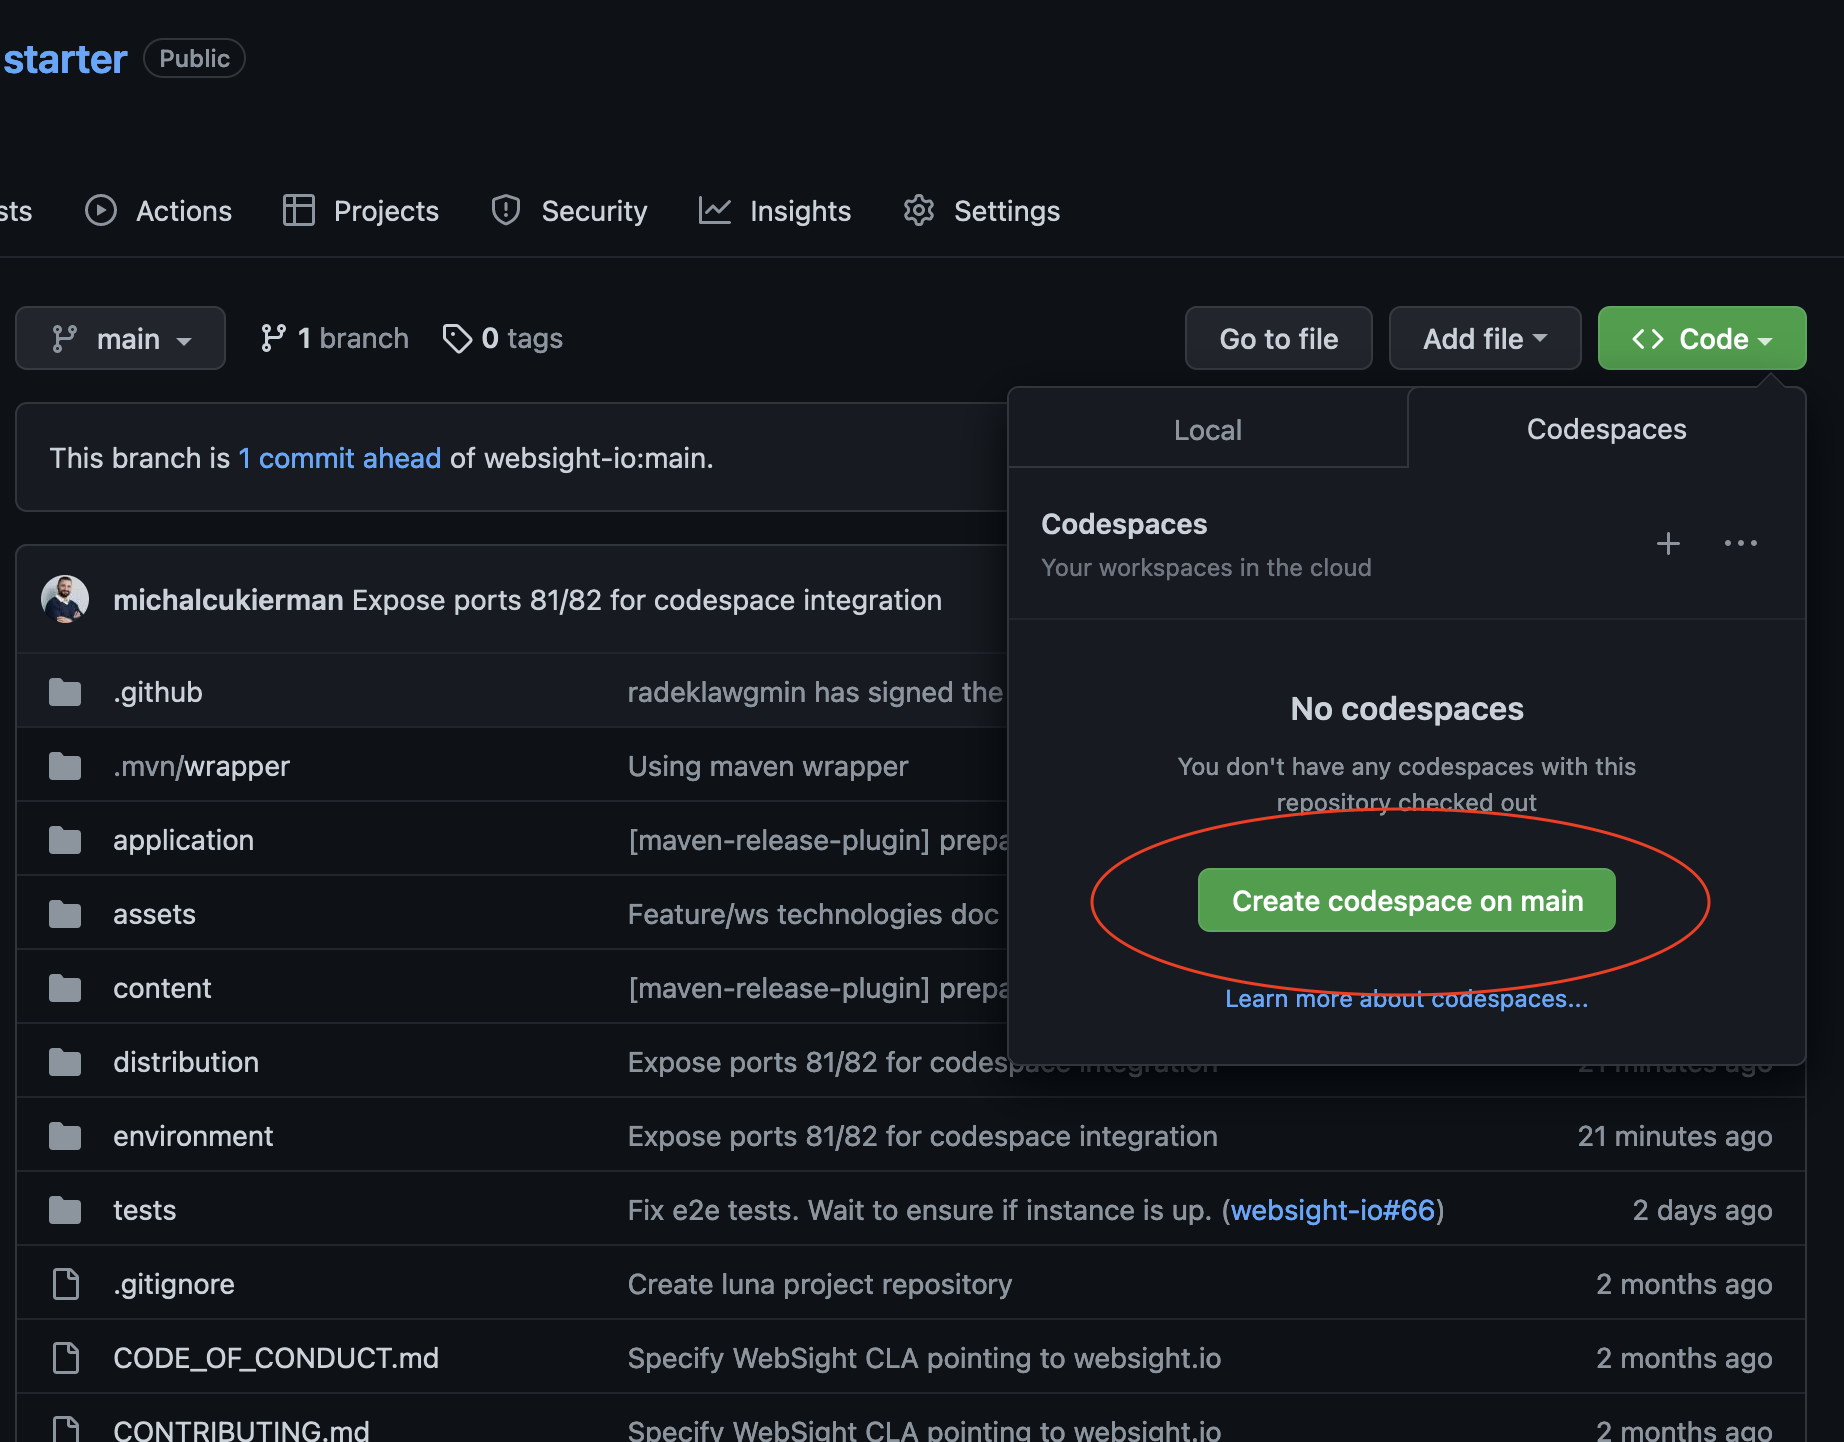 starter Public
sts Actions Projects Security Insights Settings
main 1 branch 0 tags Go to file Add file <> Code
Local Codespaces
This branch is 1 commit ahead of websight-io:main.
Codespaces
Your workspaces in the cloud
No codespaces
You don't have any codespaces with this
repository checked out
Create codespace on main
Learn more about codespaces...
michalcukierman Expose ports 81/82 for codespace integration
.github radeklawgmin has signed the
.mvn/wrapper Using maven wrapper
application [maven-release-plugin] prepa
assets Feature/ws technologies doc
content [maven-release-plugin] prepa
distribution Expose ports 81/82 for codespace integration 21 minutes ago
environment Expose ports 81/82 for codespace integration 21 minutes ago
tests Fix e2e tests. Wait to ensure if instance is up. (websight-io#66) 2 days ago
.gitignore Create luna project repository 2 months ago
CODE_OF_CONDUCT.md Specify WebSight CLA pointing to websight.io 2 months ago
CONTRIBUTING.md Specify WebSight CLA pointing to websight.io 2 months ago